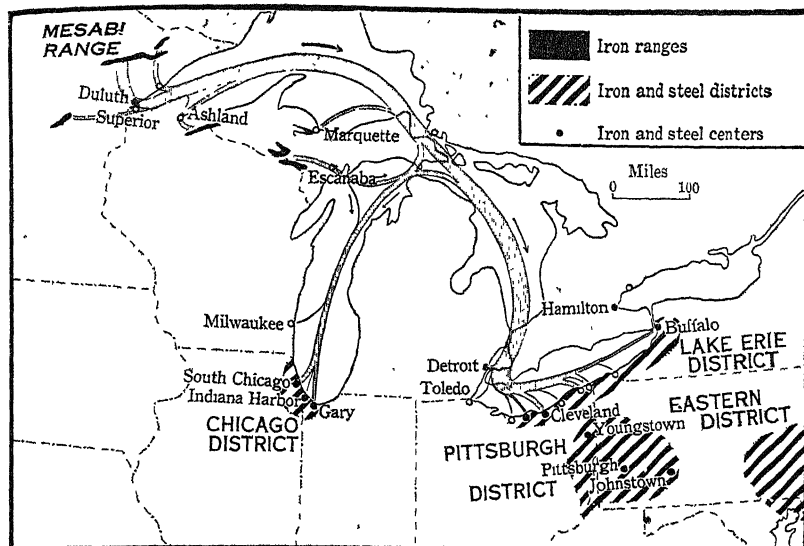 MESABI
RANGE
Duluth
Superior
Ashland
Marquette
Escanaba
Iron ranges
Iron and steel districts
Iron and steel centers
Miles
0 100
Milwaukee
South Chicago
Indiana Harbor
Gary
CHICAGO
DISTRICT
Hamilton
Buffalo
LAKE ERIE
DISTRICT
Detroit
Toledo
Cleveland
EASTERN
DISTRICT
Youngstown
PITTSBURGH
DISTRICT
Pittsburgh
Johnstown